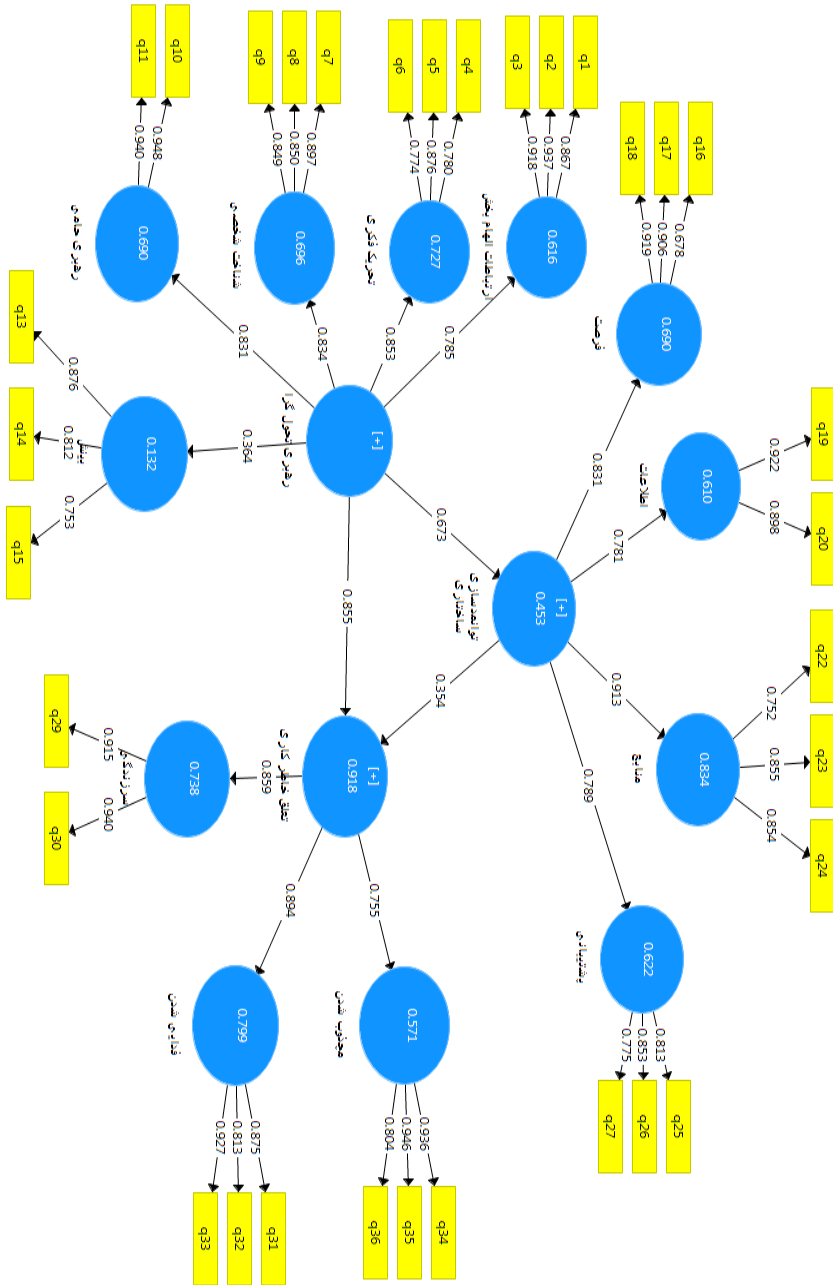 q10
q11
0.948
0.940
0.690
رهبری حامی
q7
q8
q9
0.897
0.850
0.849
0.696
شناخت شخصی
q4
q5
q6
0.780
0.876
0.774
0.727
تحریک فکری
q1
q2
q3
0.867
0.937
0.918
0.616
ارتباطات الهام بخش
q16
q17
q18
0.678
0.906
0.919
0.690
فرصت
0.831
0.834
0.853
0.785
[+]
رهبری تحول گرا
q13
q14
q15
0.876
0.812
0.753
0.132
بینش
0.364
0.673
0.855
0.831
q19
q20
0.922
0.898
0.610
اطلاعات
0.781
[+]
0.453
توانمندسازی
ساختاری
0.913
0.789
0.354
q22
q23
q24
0.752
0.855
0.854
0.834
منابع
q29
q30
0.915
0.940
0.738
سرزندگی
0.859
[+]
0.918
تعلق خاطر کاری
0.894
0.755
0.622
پشتیبانی
0.813
0.853
0.775
q25
q26
q27
0.799
فدایی شدن
0.875
0.813
0.927
q31
q32
q33
0.571
مجذوب شدن
0.936
0.946
0.804
q34
q35
q36